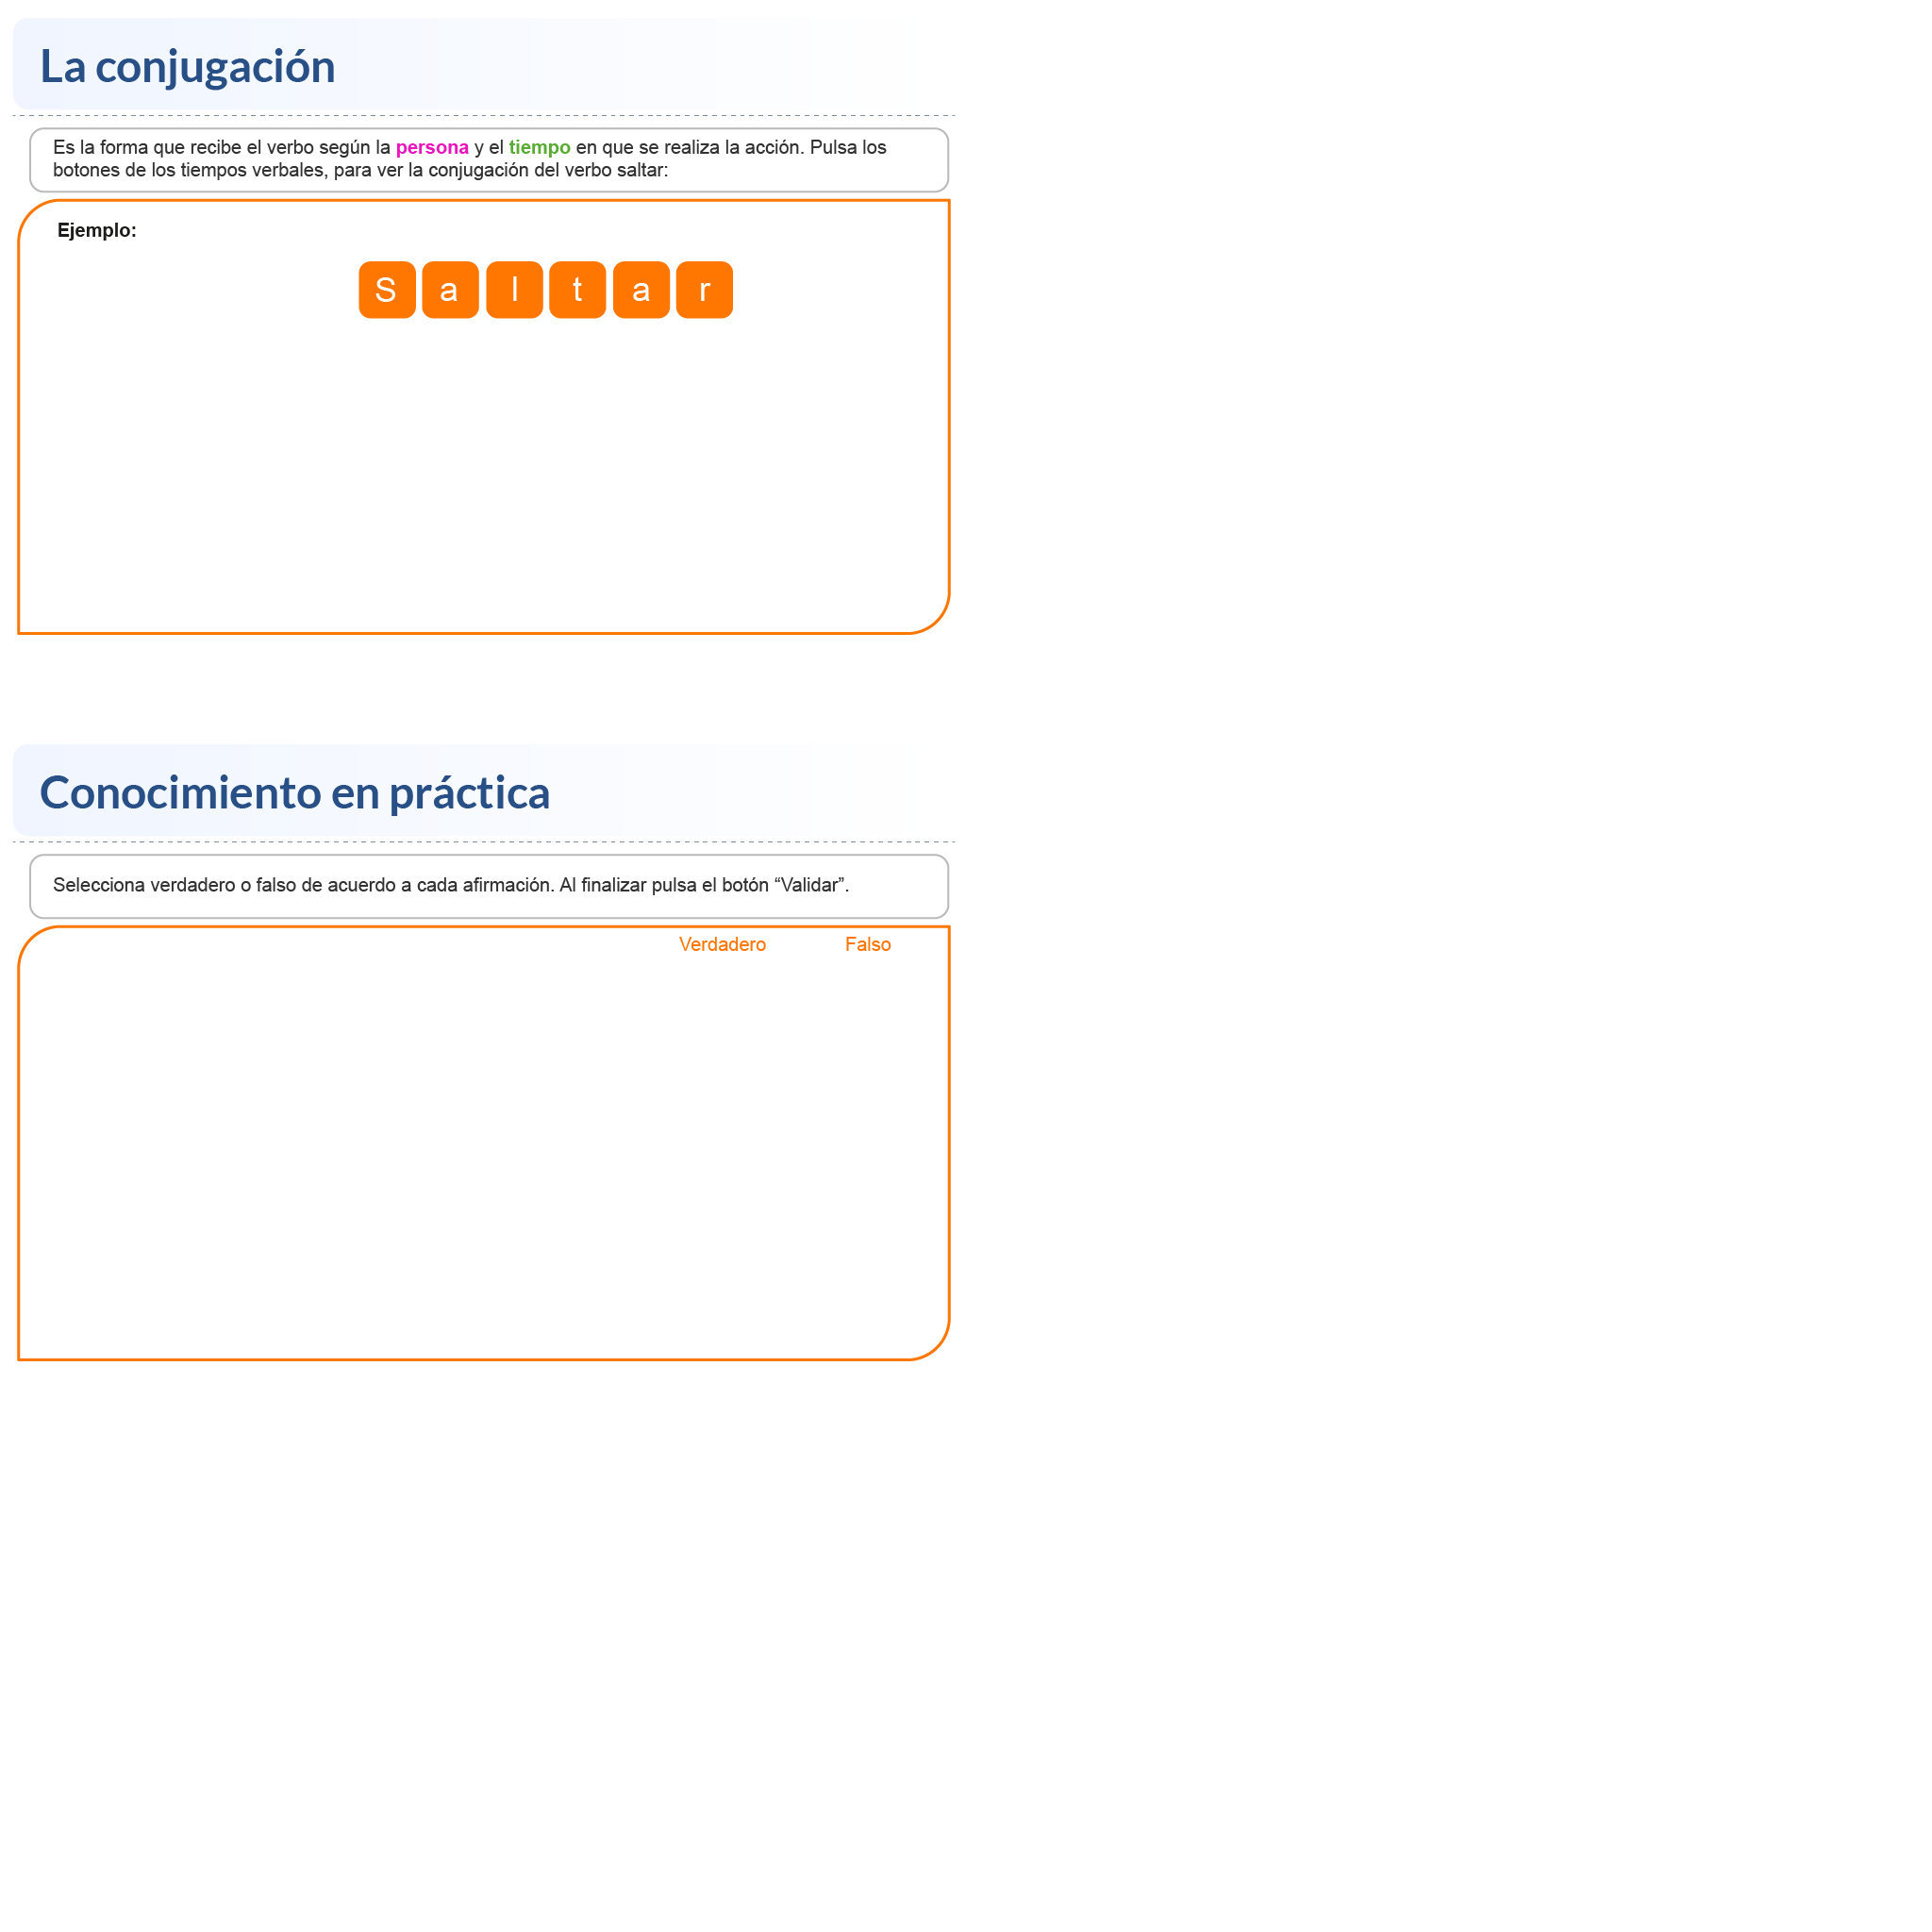 La conjugación
Es la forma que recibe el verbo según la persona y el tiempo en que se realiza la acción. Pulsa los
botones de los tiempos verbales, para ver la conjugación del verbo saltar:
Ejemplo:
S a l t a r
Conocimiento en práctica
Selecciona verdadero o falso de acuerdo a cada afirmación. Al finalizar pulsa el botón “Validar”.
Verdadero Falso